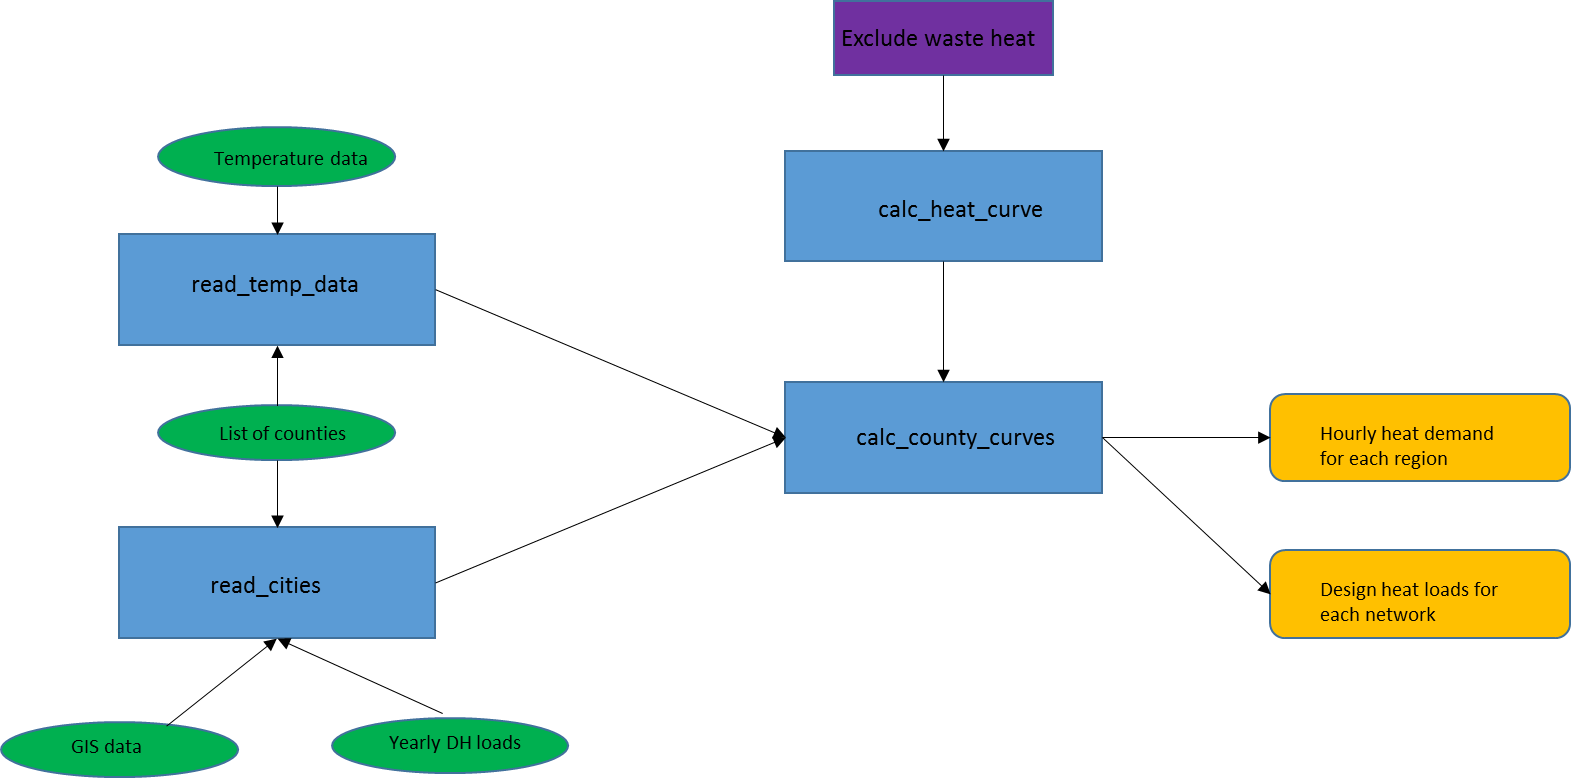 Exclude waste heat
Temperature data
calc_heat_curve
read_temp_data
List of counties
calc_county_curves
Hourly heat demand
for each region
read_cities
Design heat loads for
each network
GIS data
Yearly DH loads